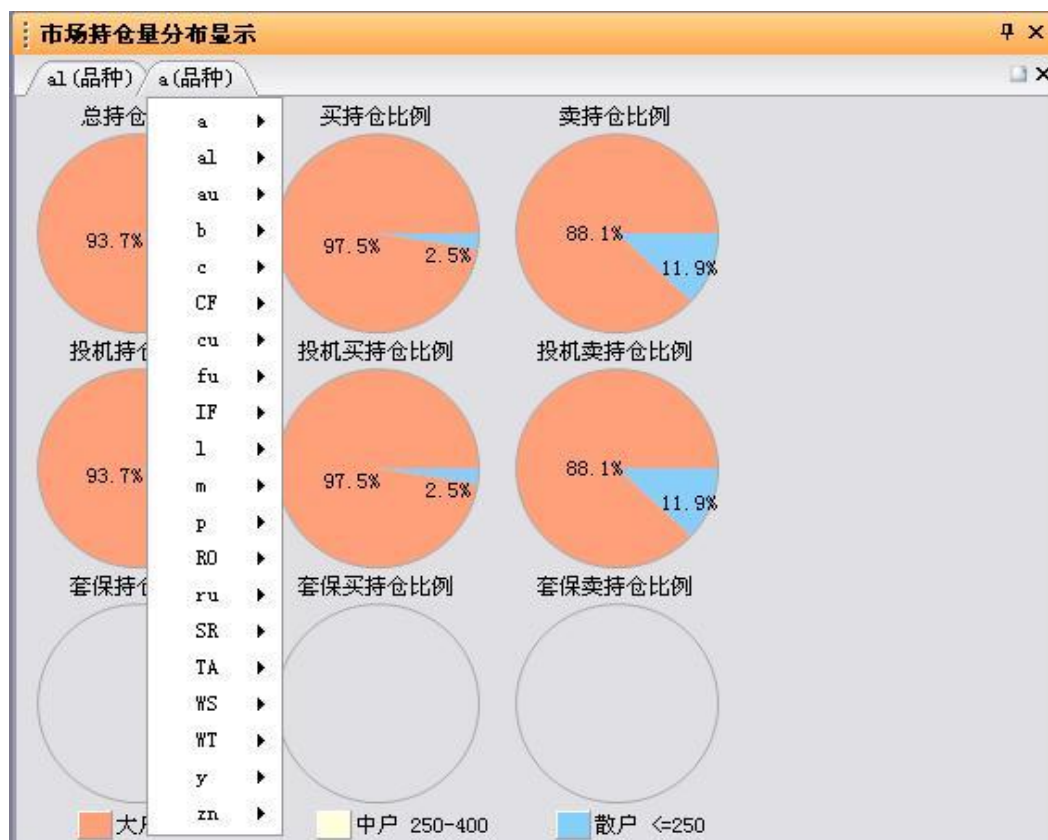 市场持仓量分布显示
al(品种) a(品种)
总持仓 买持仓比例 卖持仓比例
93.7% 97.5% 2.5% 88.1% 11.9%
投机持仓 投机买持仓比例 投机卖持仓比例
93.7% 97.5% 2.5% 88.1% 11.9%
套保持仓 套保买持仓比例 套保卖持仓比例
大户 中户 250-400 散户 <=250
a
al
au
b
c
CF
cu
fu
IF
l
m
p
RO
ru
SR
TA
WS
WT
y
zn